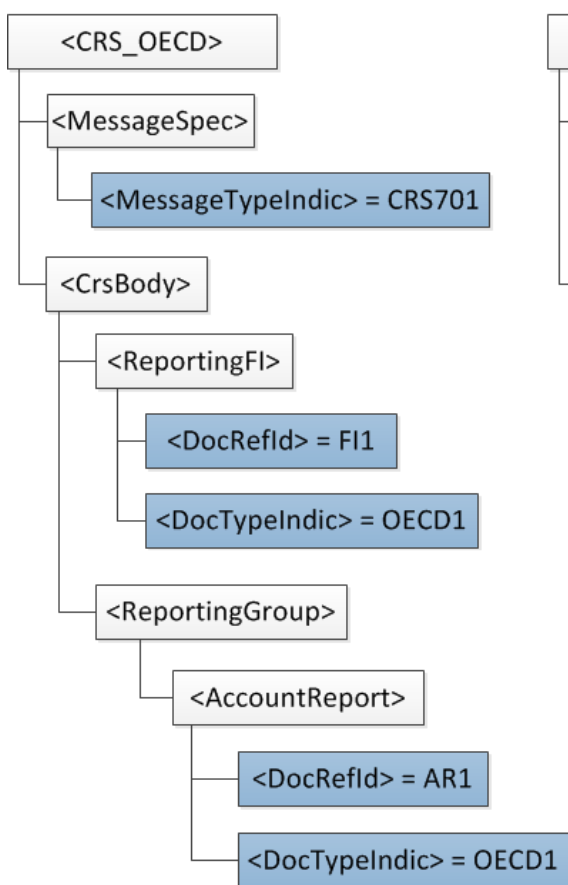 <CRS_OECD>
<MessageSpec>
<MessageTypeIndic> = CRS701
<CrsBody>
<ReportingFI>
<DocRefId> = FI1
<DocTypeIndic> = OECD1
<ReportingGroup>
<AccountReport>
<DocRefId> = AR1
<DocTypeIndic> = OECD1